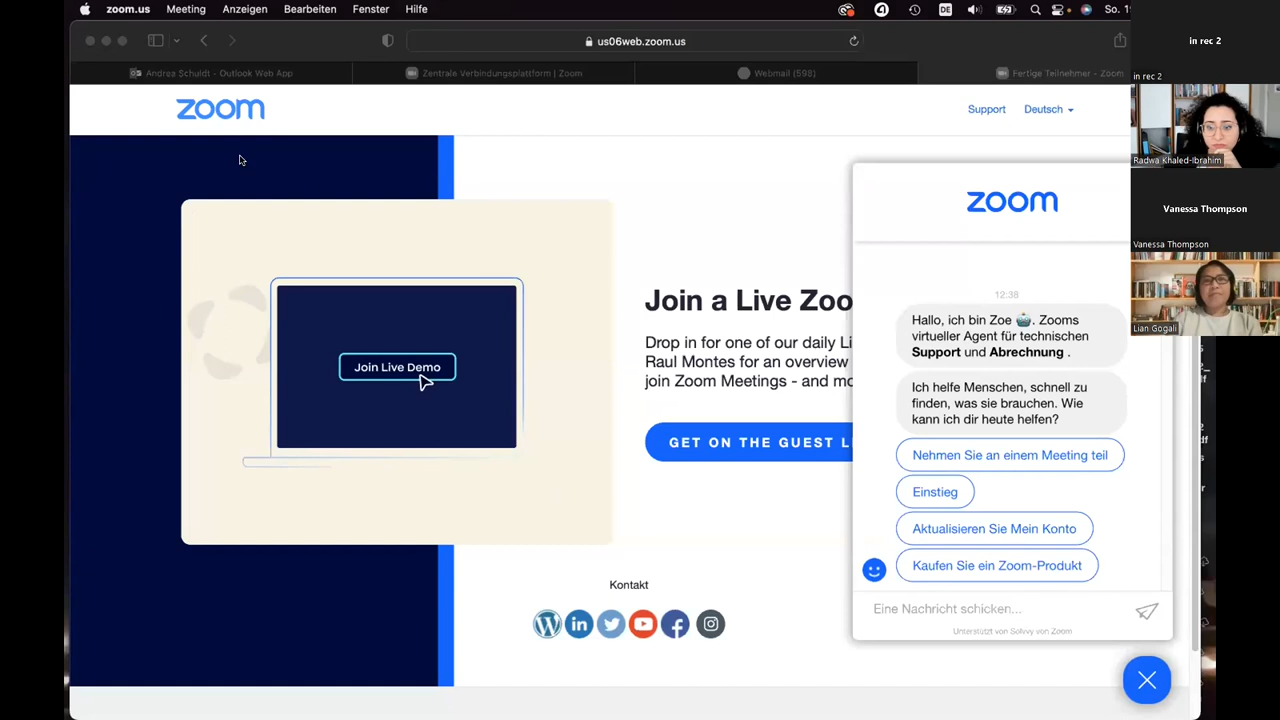 zoom.us Meeting Anzeigen Bearbeiten Fenster Hilfe DE So. 1
us06web.zoom.us
Andrea Schuldt - Outlook Web App
Zentrale Verbindungsplattform | Zoom
Webmail (598)
Fertige Teilnehmer - Zoom
zoom
Support Deutsch
Join Live Demo
Join a Live Zoo
Drop in for one of our daily Li
Raul Montes for an overview
join Zoom Meetings - and mo
GET ON THE GUEST L
Kontakt
zoom
12:38
Hallo, ich bin Zoe 🤖. Zooms
virtueller Agent für technischen
Support und Abrechnung .
Ich helfe Menschen, schnell zu
finden, was sie brauchen. Wie
kann ich dir heute helfen?
Nehmen Sie an einem Meeting teil
Einstieg
Aktualisieren Sie Mein Konto
Kaufen Sie ein Zoom-Produkt
Eine Nachricht schicken...
Unterstützt von Solvvy von Zoom
in rec 2
in rec 2
Radwa Khaled-Ibrahim
Vanessa Thompson
Vanessa Thompson
Lian Gogali